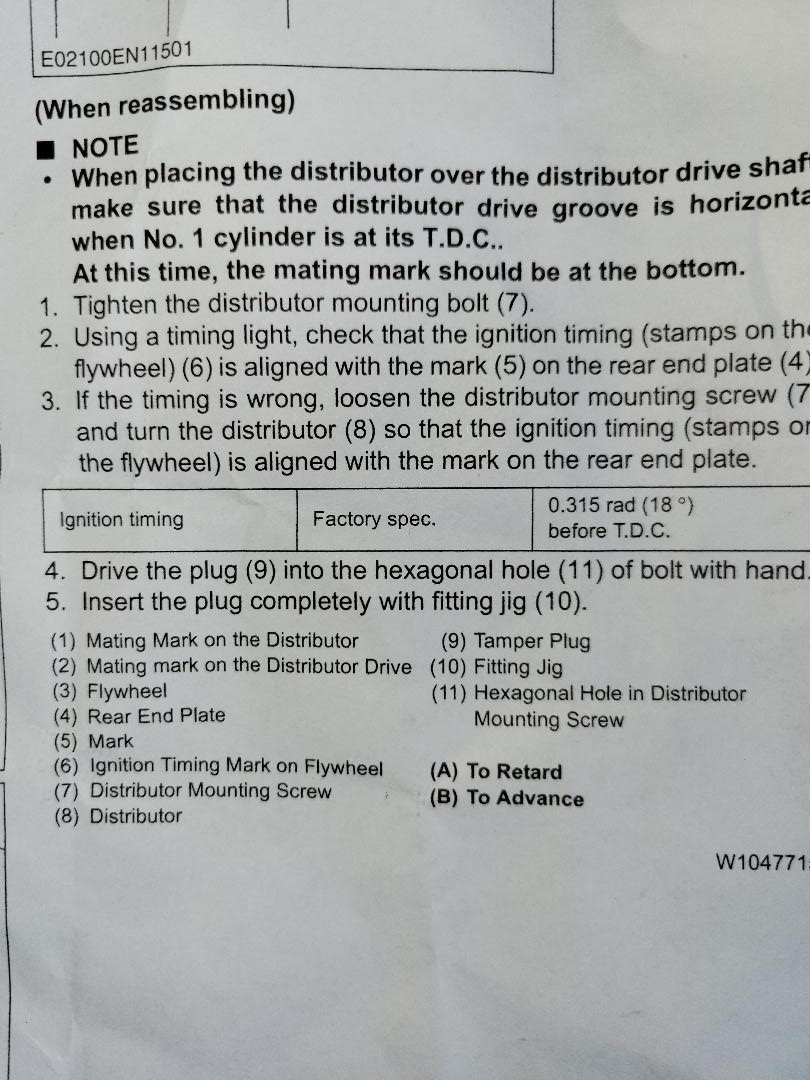 E02100EN11501
(When reassembling)
■ NOTE
• When placing the distributor over the distributor drive
make sure that the distributor drive groove is
when No. 1 cylinder is at its T.D.C..
At this time, the mating mark should be at the bottom.
1. Tighten the distributor mounting bolt (7).
2. Using a timing light, check that the ignition timing (stamps on
flywheel) (6) is aligned with the mark (5) on the rear end plate (4)
3. If the timing is wrong, loosen the distributor mounting screw (7
and turn the distributor (8) so that the ignition timing (stamps
the flywheel) is aligned with the mark on the rear end plate.
Ignition timing
Factory spec.
0.315 rad (18 °)
before T.D.C.
4. Drive the plug (9) into the hexagonal hole (11) of bolt with hand.
5. Insert the plug completely with fitting jig (10).
(1) Mating Mark on the Distributor
(2) Mating mark on the Distributor Drive
(3) Flywheel
(4) Rear End Plate
(5) Mark
(6) Ignition Timing Mark on Flywheel
(7) Distributor Mounting Screw
(8) Distributor
(9) Tamper Plug
(10) Fitting Jig
(11) Hexagonal Hole in Distributor
Mounting Screw
(A) To Retard
(B) To Advance
W104771